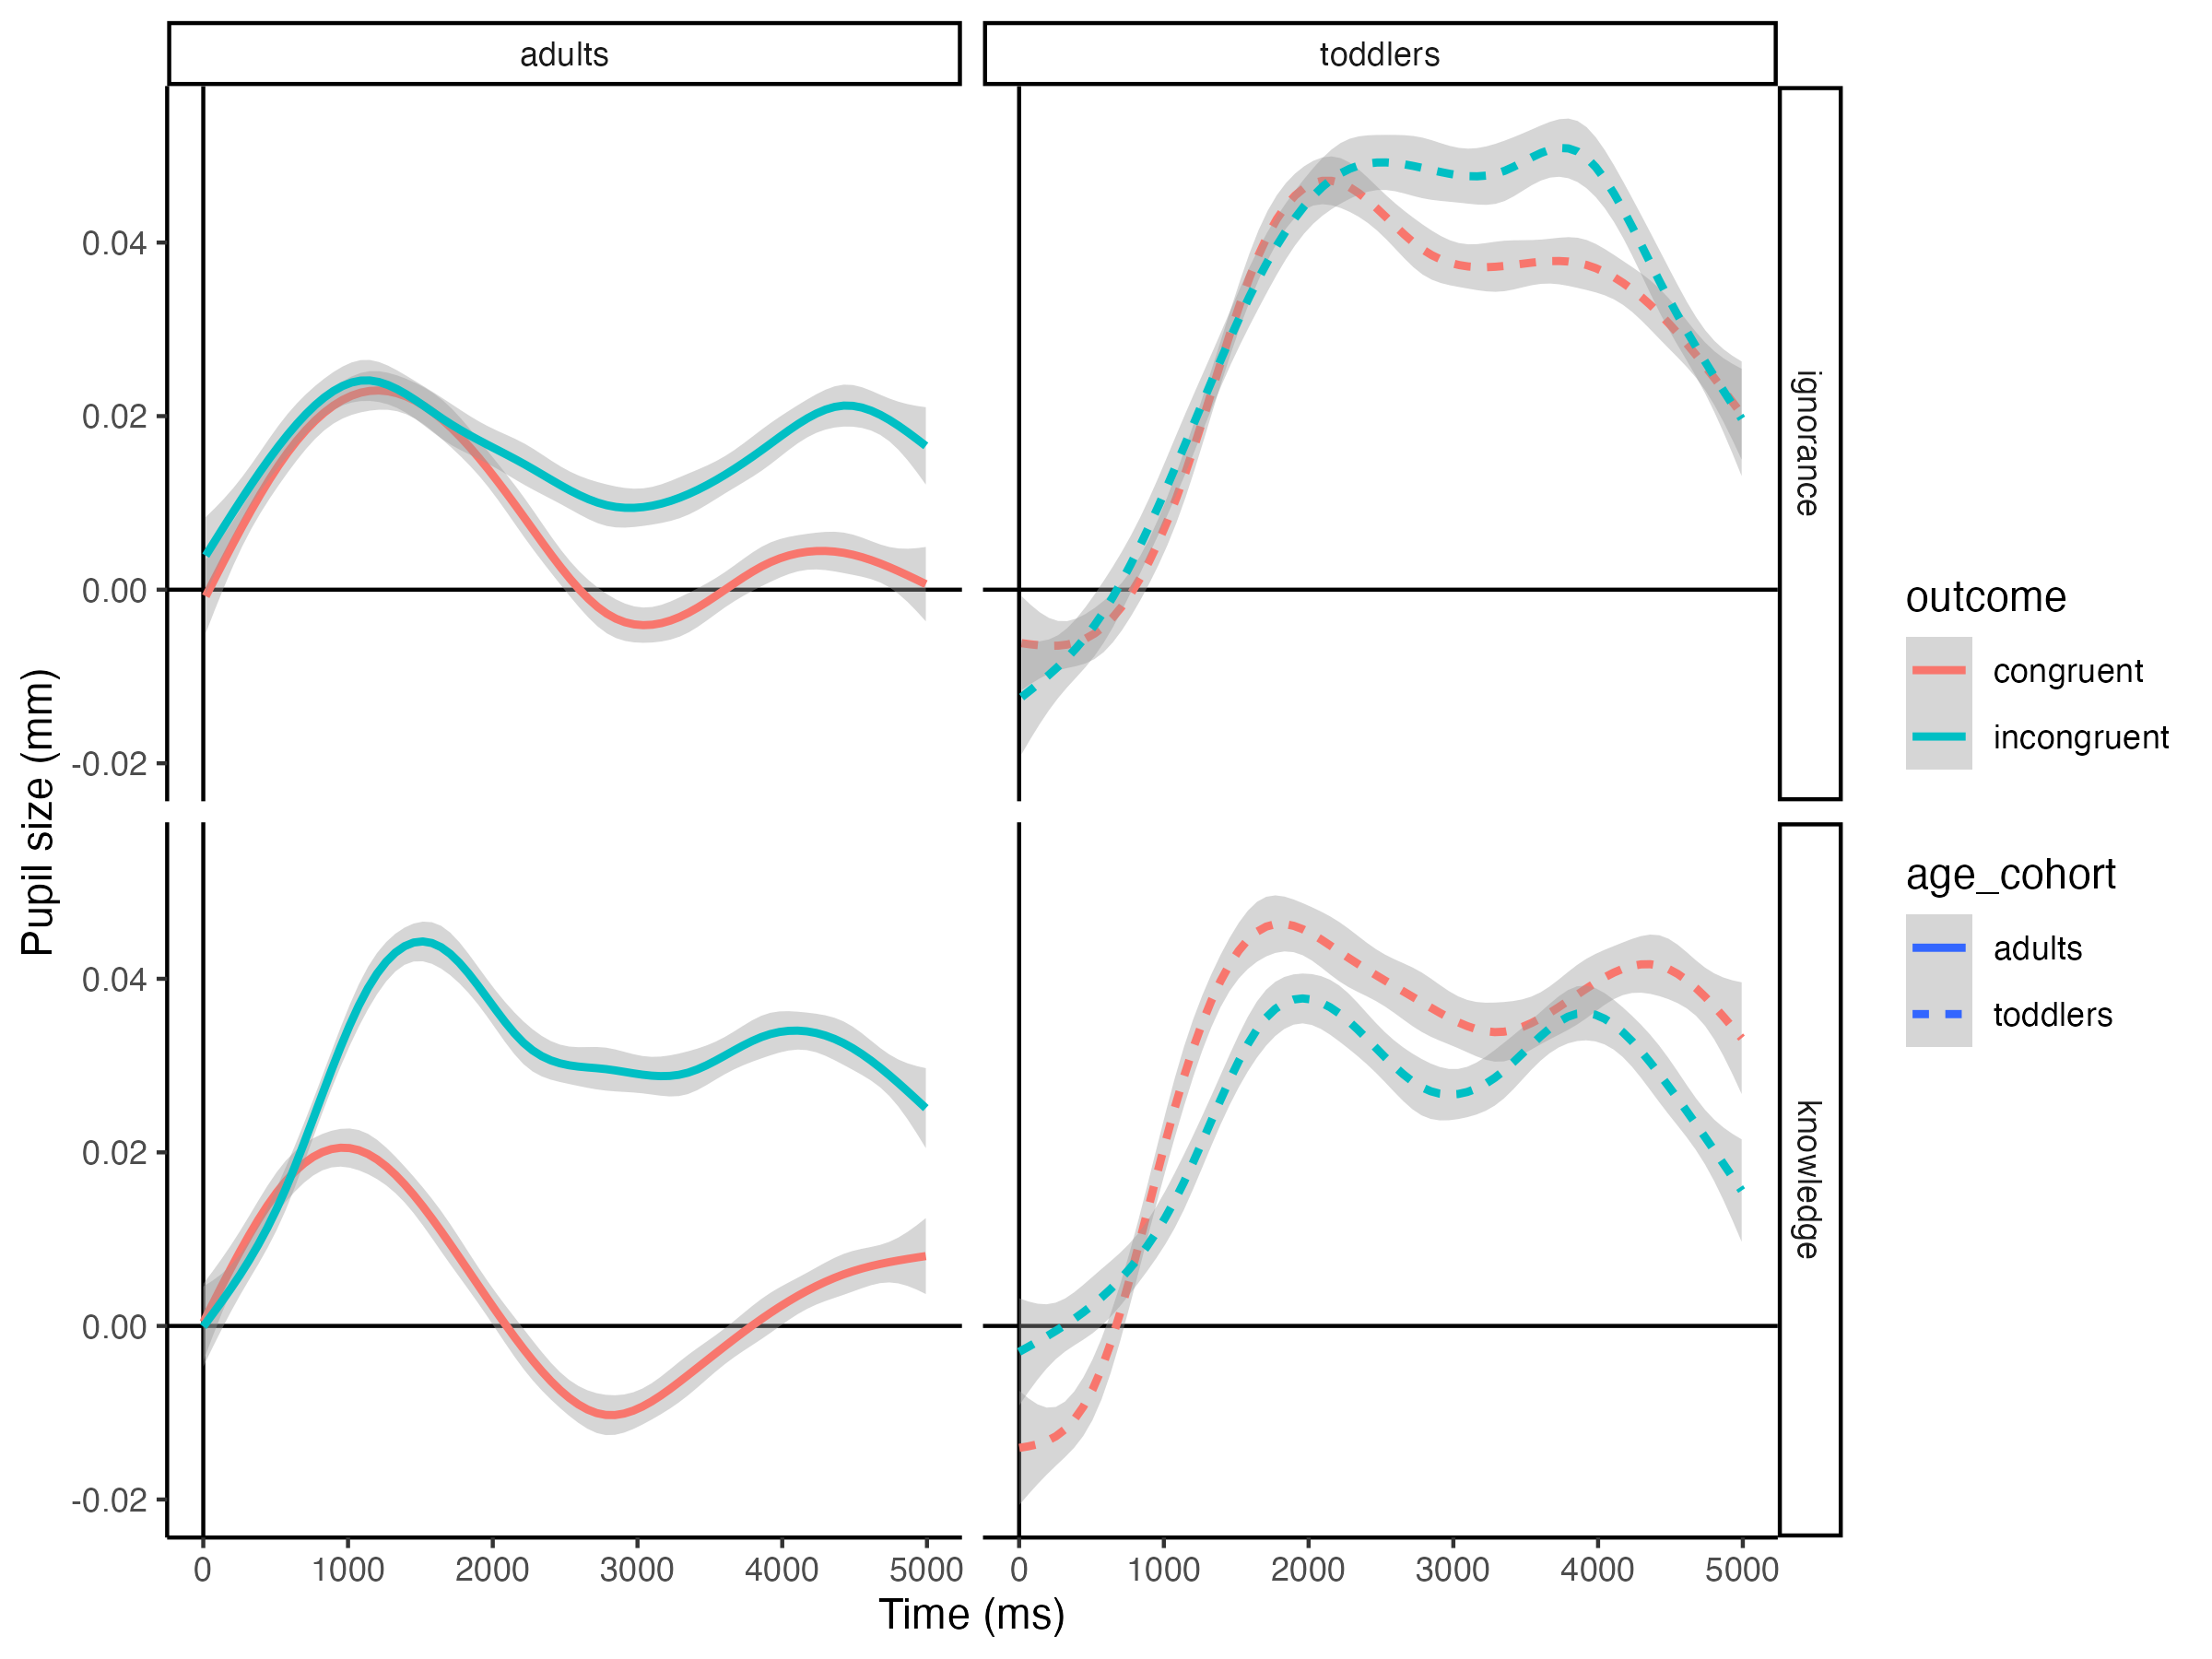 adults
toddlers
ignorance
knowledge
Pupil size (mm)
0.04
0.02
0.00
-0.02
0.04
0.02
0.00
-0.02
0 1000 2000 3000 4000 5000
0 1000 2000 3000 4000 5000
Time (ms)
outcome
congruent
incongruent
age_cohort
adults
toddlers